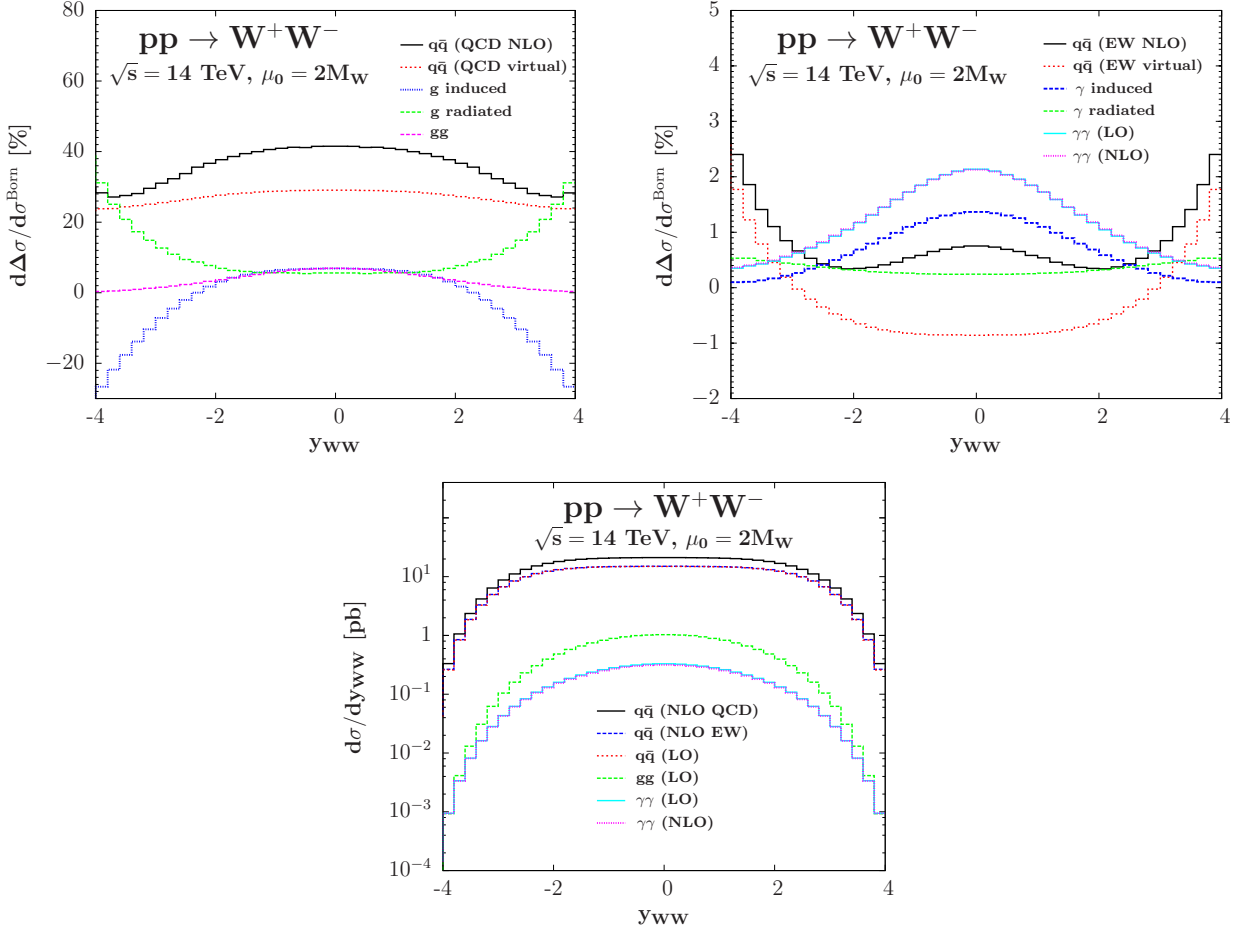 pp → W⁺W⁻
√s = 14 TeV, μ₀ = 2M_W
qq̄ (QCD NLO)
qq̄ (QCD virtual)
g induced
g radiated
gg
dΔσ/dσ^Born [%]
80
60
40
20
0
−20
-4
-2
0
2
4
y_WW
pp → W⁺W⁻
√s = 14 TeV, μ₀ = 2M_W
qq̄ (EW NLO)
qq̄ (EW virtual)
γ induced
γ radiated
γγ (LO)
γγ (NLO)
dΔσ/dσ^Born [%]
5
4
3
2
1
0
−1
−2
-4
-2
0
2
4
y_WW
pp → W⁺W⁻
√s = 14 TeV, μ₀ = 2M_W
dσ/dy_WW [pb]
10¹
1
10⁻¹
10⁻²
10⁻³
10⁻⁴
qq̄ (NLO QCD)
qq̄ (NLO EW)
qq̄ (LO)
gg (LO)
γγ (LO)
γγ (NLO)
-4
-2
0
2
4
y_WW